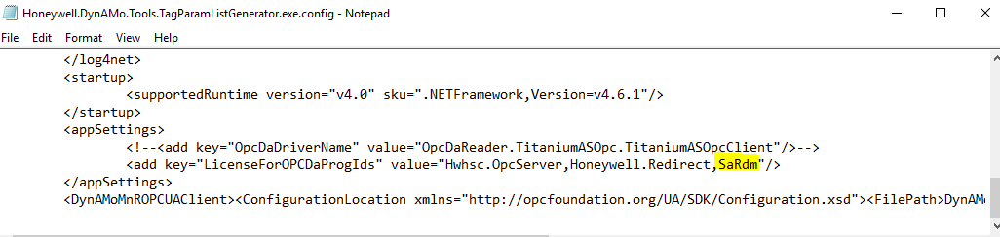 Honeywell.DynAMo.Tools.TagParamListGenerator.exe.config - Notepad
File Edit Format View Help
</log4net>
<startup>
<supportedRuntime version="v4.0" sku=".NETFramework,Version=v4.6.1"/>
</startup>
<appSettings>
<!--<add key="OpcDaDriverName" value="OpcDaReader.TitaniumASOpc.TitaniumASOpcClient"/>-->
<add key="LicenseForOPCDaProgIds" value="Hwhsc.OpcServer,Honeywell.Redirect,SaRdm"/>
</appSettings>
<DynAMoMnROPCUAClient><ConfigurationLocation xmlns="http://opcfoundation.org/UA/SDK/Configuration.xsd"><FilePath>DynAMo